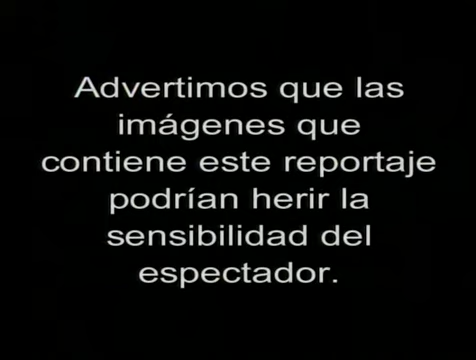 Advertimos que las
imágenes que
contiene este reportaje
podrían herir la
sensibilidad del
espectador.